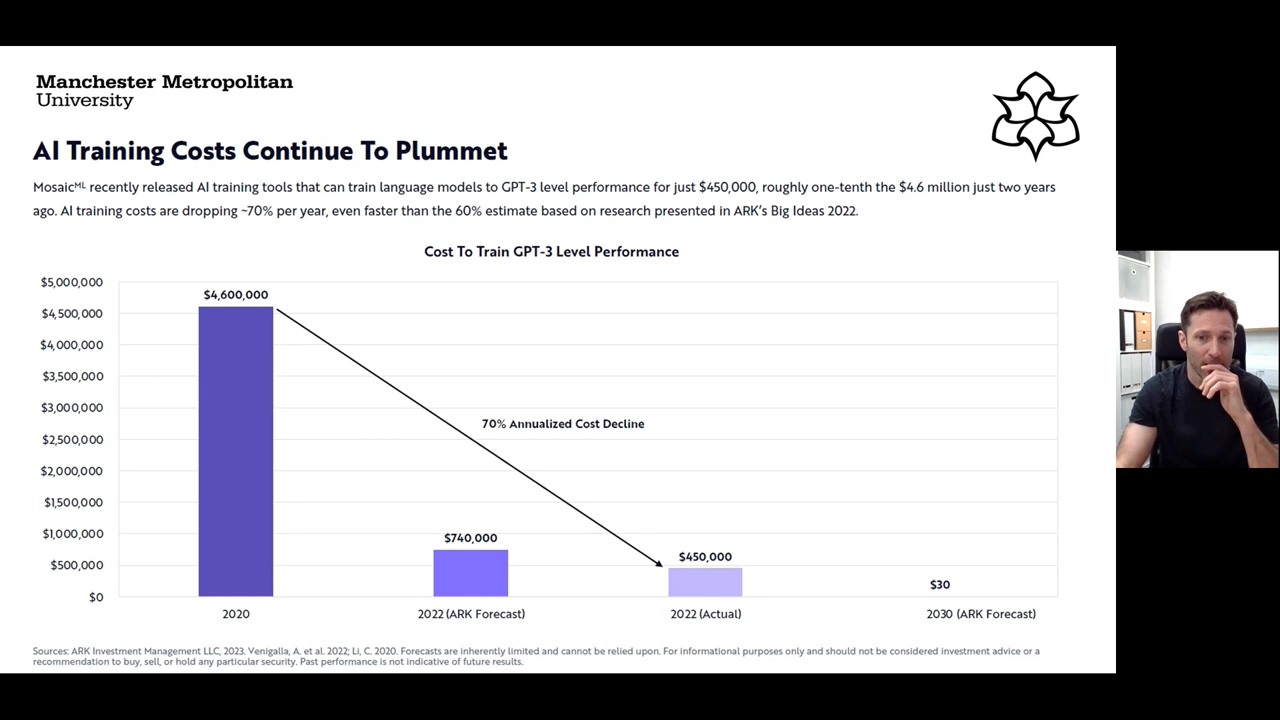 Manchester Metropolitan
University
AI Training Costs Continue To Plummet
Mosaicᴹᴸ recently released AI training tools that can train language models to GPT-3 level performance for just $450,000, roughly one-tenth the $4.6 million just two years
ago. AI training costs are dropping ~70% per year, even faster than the 60% estimate based on research presented in ARK’s Big Ideas 2022.
Cost To Train GPT-3 Level Performance
$5,000,000
$4,500,000
$4,000,000
$3,500,000
$3,000,000
$2,500,000
$2,000,000
$1,500,000
$1,000,000
$500,000
$0
$4,600,000
70% Annualized Cost Decline
$740,000
$450,000
$30
2020
2022 (ARK Forecast)
2022 (Actual)
2030 (ARK Forecast)
Sources: ARK Investment Management LLC, 2023. Venigalla, A. et al. 2022; Li, C. 2020. Forecasts are inherently limited and cannot be relied upon. For informational purposes only and should not be considered investment advice or a
recommendation to buy, sell, or hold any particular security. Past performance is not indicative of future results.